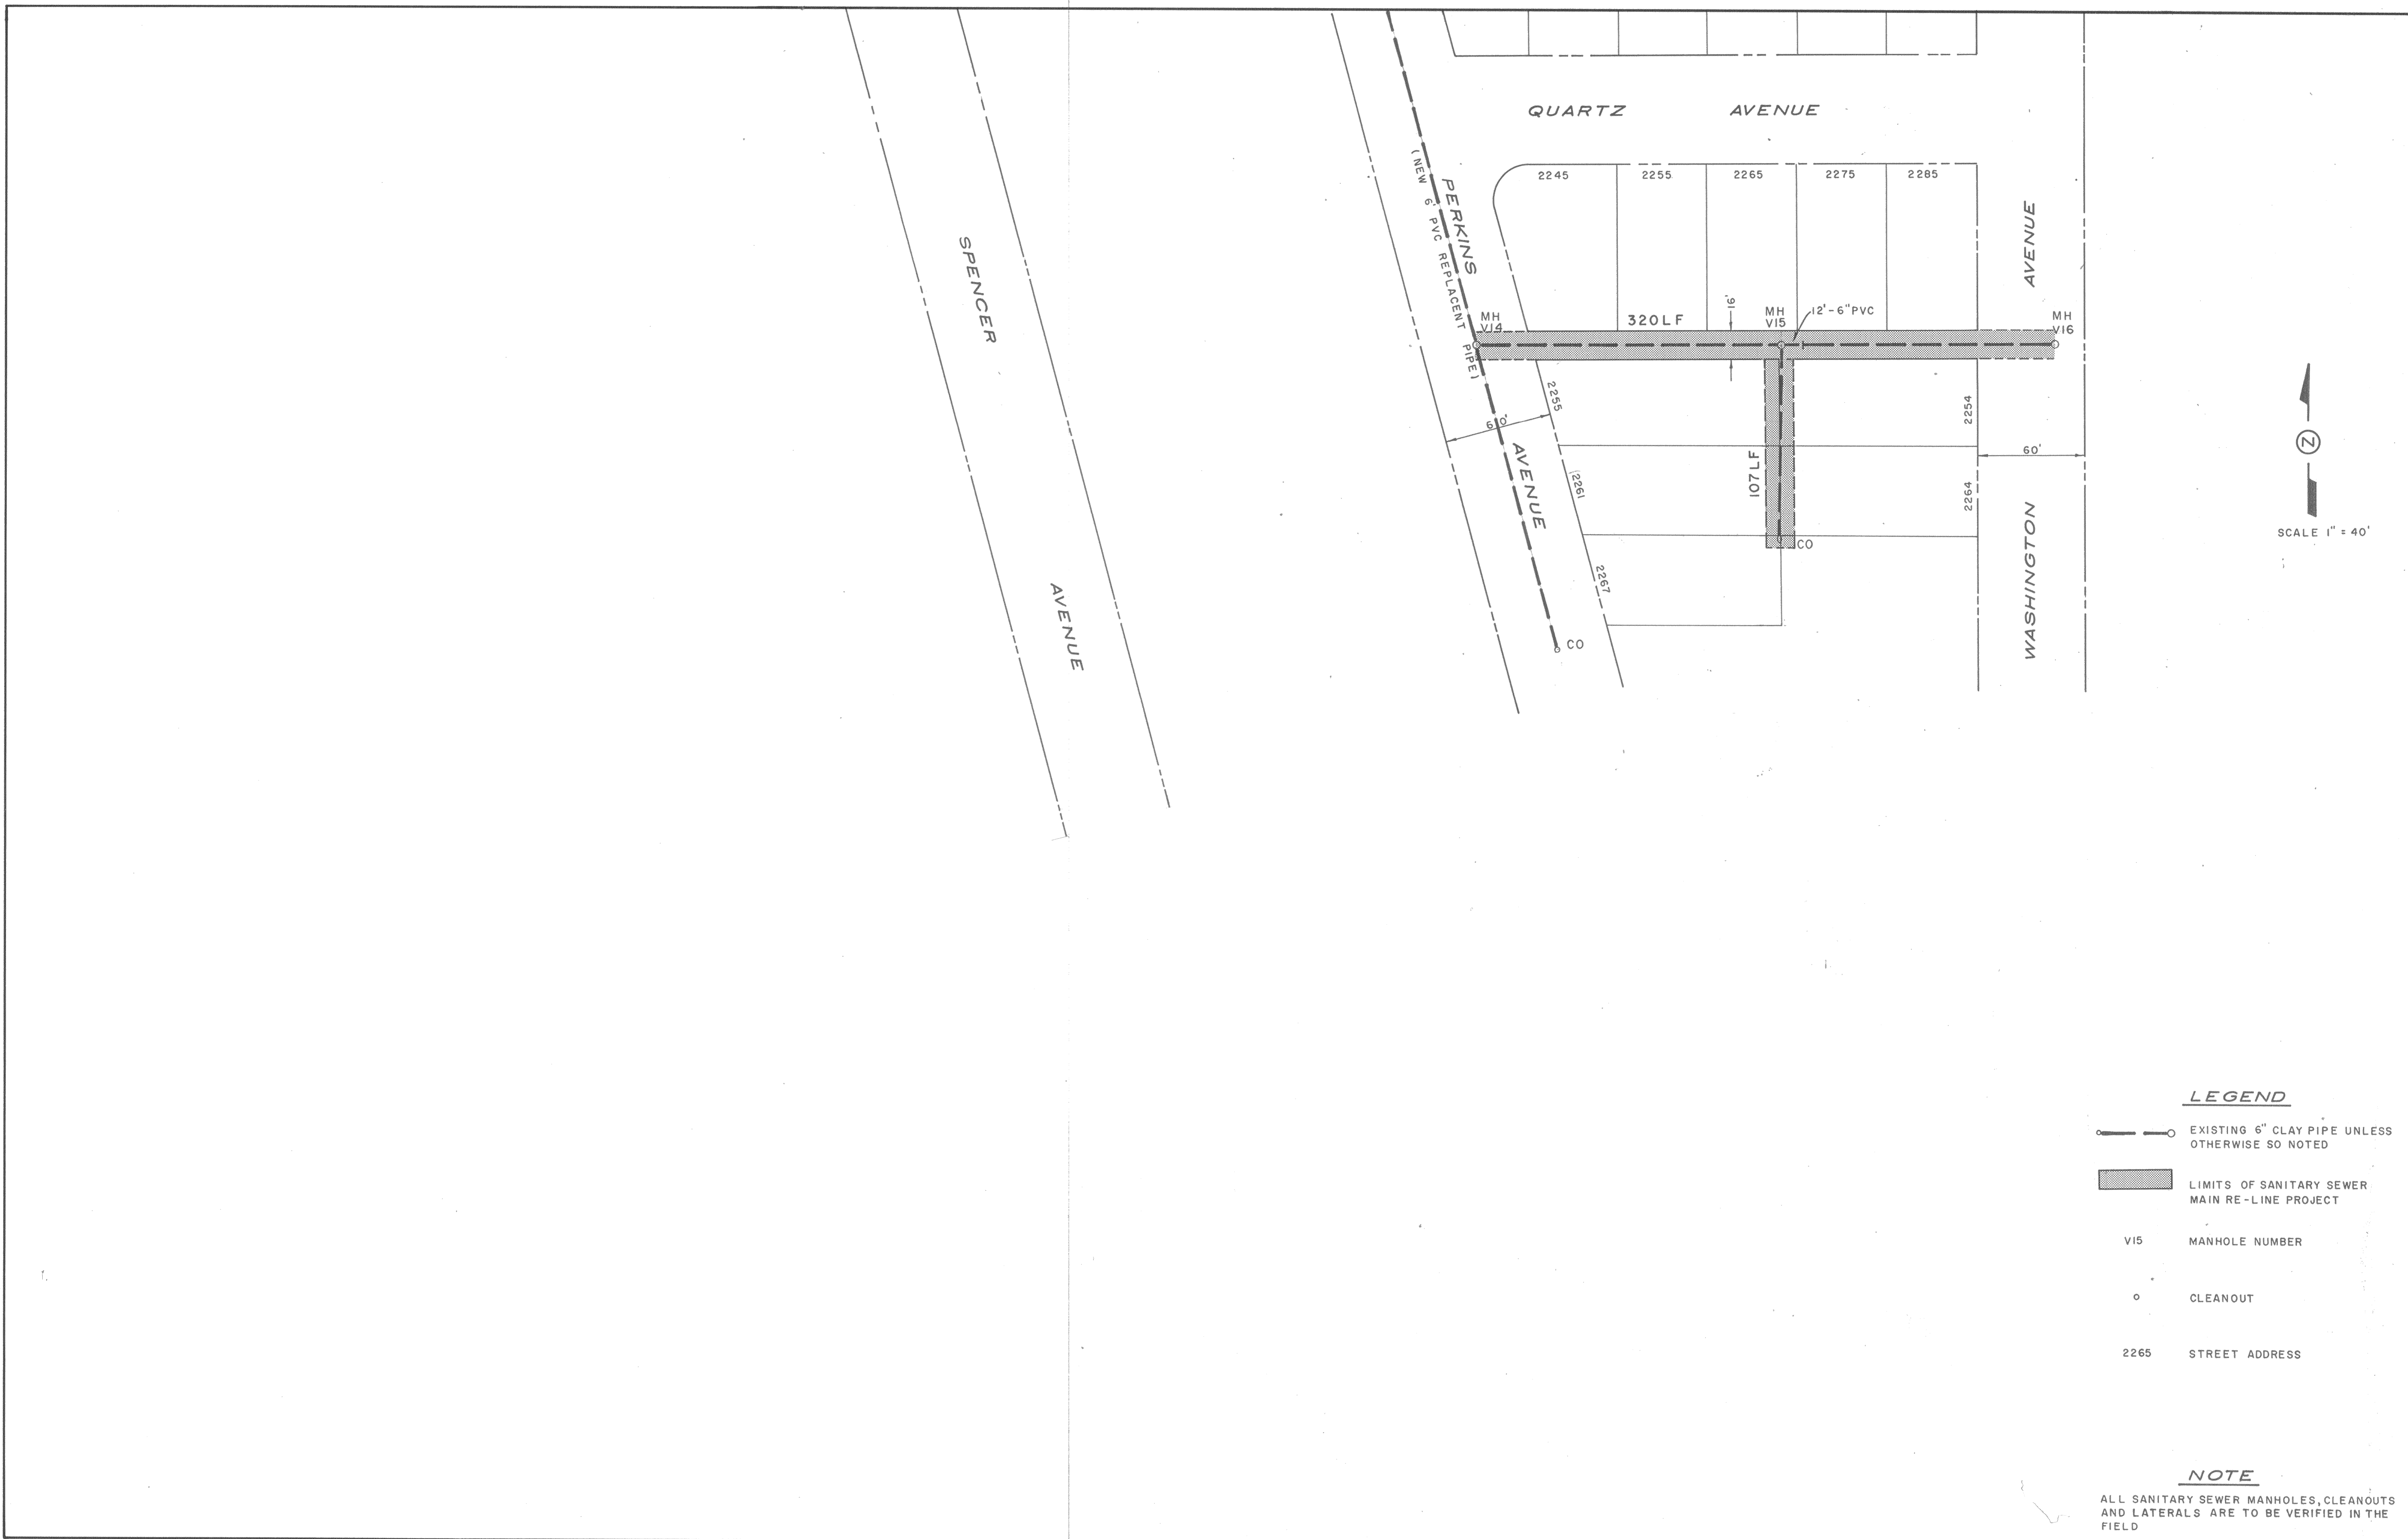 QUARTZ AVENUE
2245 2255 2265 2275 2285
SPENCER
AVENUE
PERKINS
AVENUE
(NEW 6" PVC REPLACENT PIPE)
MH
V14
320LF
16'
MH
V15
12'-6"PVC
MH
V16
AVENUE
WASHINGTON
2255
2261
2267
60'
107LF
CO
CO
2254
2264
60'
N
SCALE 1" = 40'
LEGEND
EXISTING 6" CLAY PIPE UNLESS
OTHERWISE SO NOTED
LIMITS OF SANITARY SEWER
MAIN RE-LINE PROJECT
V15 MANHOLE NUMBER
CLEANOUT
2265 STREET ADDRESS
NOTE
ALL SANITARY SEWER MANHOLES, CLEANOUTS
AND LATERALS ARE TO BE VERIFIED IN THE
FIELD